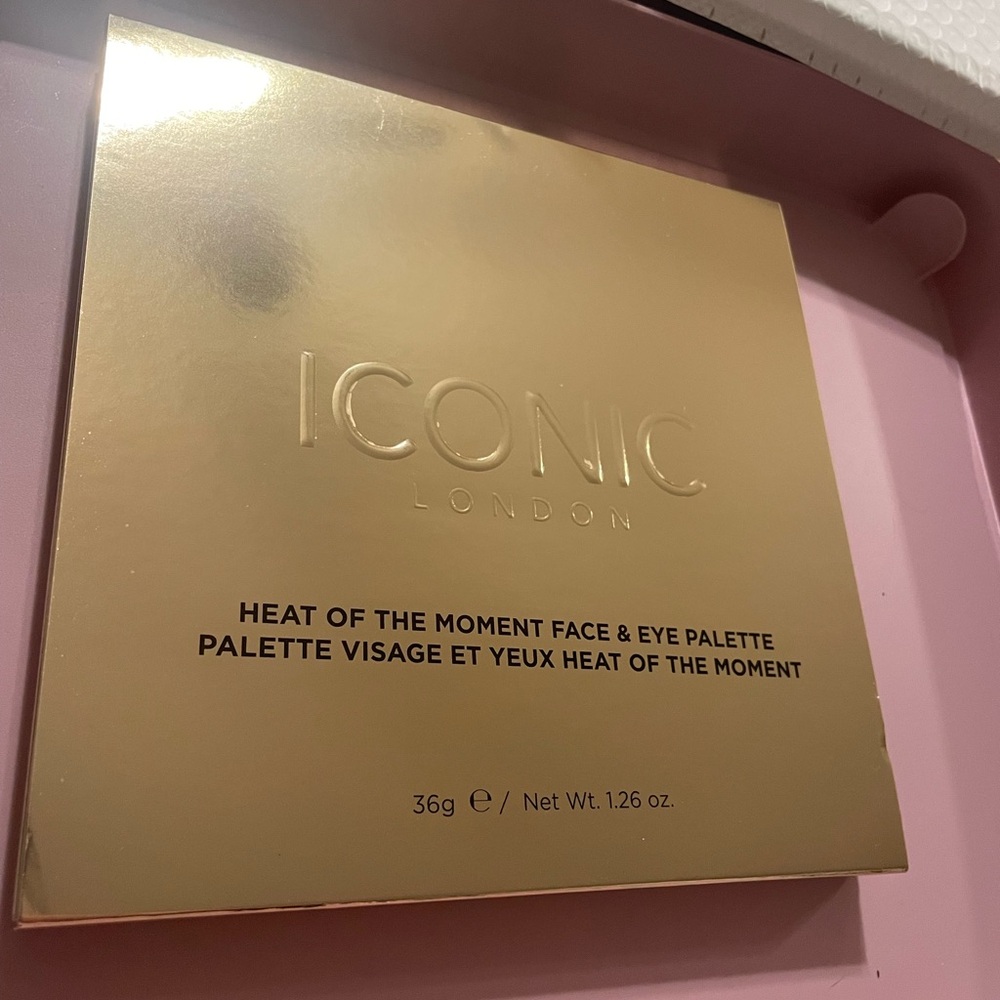 ICONIC
LONDON
HEAT OF THE MOMENT FACE & EYE PALETTE
PALETTE VISAGE ET YEUX HEAT OF THE MOMENT
36g ℮ / Net Wt. 1.26 oz.